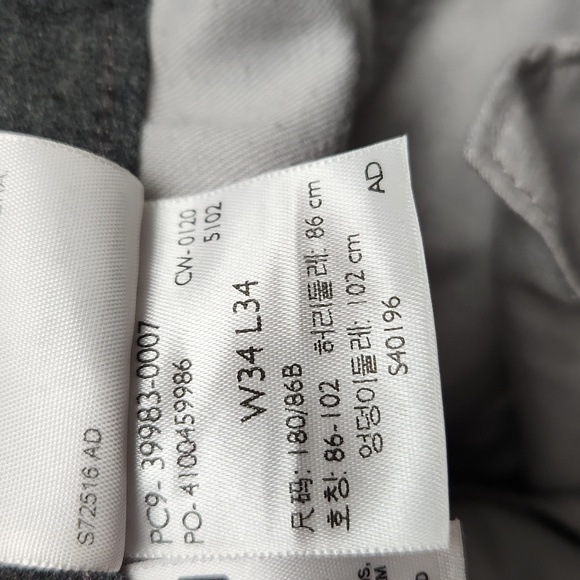 S72516 AD
PC9- 39983-0007
PO- 4100459986 CW-0120
5102
W34 L34
尺码: 180/86B
호칭: 86-102 허리둘레: 86 cm
엉덩이둘레: 102 cm
S40196
AD